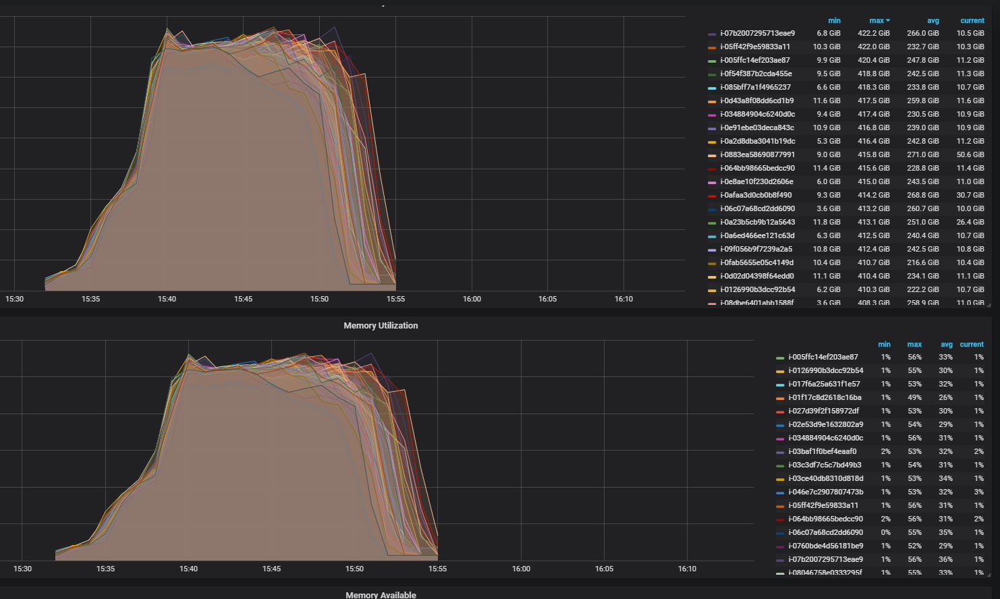 min max avg current
i-07b2007295713eae9 6.8 GiB 422.2 GiB 266.0 GiB 10.5 GiB
i-05ff42f9e59833a11 10.3 GiB 422.0 GiB 232.7 GiB 10.3 GiB
i-005ffc14ef203ae87 9.9 GiB 420.4 GiB 247.8 GiB 11.2 GiB
i-0f54f387b2cda455e 9.5 GiB 418.8 GiB 242.5 GiB 11.3 GiB
i-085bff7a1f4965237 6.6 GiB 418.3 GiB 233.8 GiB 10.7 GiB
i-0d43a8f08dd6cd1b9 11.6 GiB 417.5 GiB 259.8 GiB 11.6 GiB
i-034884904c6240d0c 9.4 GiB 417.4 GiB 230.5 GiB 10.9 GiB
i-0e91ebe03deca843c 10.9 GiB 416.8 GiB 239.0 GiB 10.9 GiB
i-0a2d8dba3041b19dc 5.3 GiB 416.4 GiB 242.8 GiB 11.2 GiB
i-0883ea58690877991 9.0 GiB 415.8 GiB 271.0 GiB 50.6 GiB
i-064bb98665bedcc90 11.4 GiB 415.6 GiB 228.8 GiB 11.4 GiB
i-0e8ae10f230d2606e 6.0 GiB 415.0 GiB 243.5 GiB 11.0 GiB
i-0afaa3d0cb0b8f490 9.3 GiB 414.2 GiB 268.8 GiB 30.7 GiB
i-06c07a68cd2dd6090 3.6 GiB 413.2 GiB 260.7 GiB 10.0 GiB
i-0a23b5cb9b12a5643 11.8 GiB 413.1 GiB 251.0 GiB 26.4 GiB
i-0a6ed466ee121c63d 6.3 GiB 412.5 GiB 240.4 GiB 10.7 GiB
i-09f056b9f7239a2a5 10.8 GiB 412.4 GiB 242.5 GiB 10.8 GiB
i-0fab5655e05c4149d 10.4 GiB 410.7 GiB 216.6 GiB 10.4 GiB
i-0d02d04398f64edd0 11.1 GiB 410.4 GiB 234.1 GiB 11.1 GiB
i-0126990b3dcc92b54 6.2 GiB 410.3 GiB 222.2 GiB 10.7 GiB
i-08dbe6401abb1588f 3.6 GiB 408.3 GiB 258.9 GiB 11.0 GiB
15:30 15:35 15:40 15:45 15:50 15:55 16:00 16:05 16:10
Memory Utilization
min max avg current
i-005ffc14ef203ae87 1% 56% 33% 1%
i-0126990b3dcc92b54 1% 55% 30% 1%
i-017f6a25a631f1e57 1% 53% 32% 1%
i-01f17c8d2618c16ba 1% 49% 26% 1%
i-027d39f2f158972df 1% 53% 30% 1%
i-02e53d9e1632802a9 1% 54% 29% 1%
i-034884904c6240d0c 1% 56% 31% 1%
i-03baf1f0bef4eaaf0 2% 53% 32% 2%
i-03c3df7c5c7bd49b3 1% 54% 31% 1%
i-03ce40db8310d818d 1% 53% 34% 1%
i-046e7c2907807473b 1% 53% 32% 3%
i-05ff42f9e59833a11 1% 56% 31% 1%
i-064bb98665bedcc90 2% 56% 31% 2%
i-06c07a68cd2dd6090 0% 55% 35% 1%
i-0760bde4d56181be9 1% 52% 29% 1%
i-07b2007295713eae9 1% 56% 36% 1%
i-08046758e0333295f 1% 55% 33% 1%
15:30 15:35 15:40 15:45 15:50 15:55 16:00 16:05 16:10
Memory Available